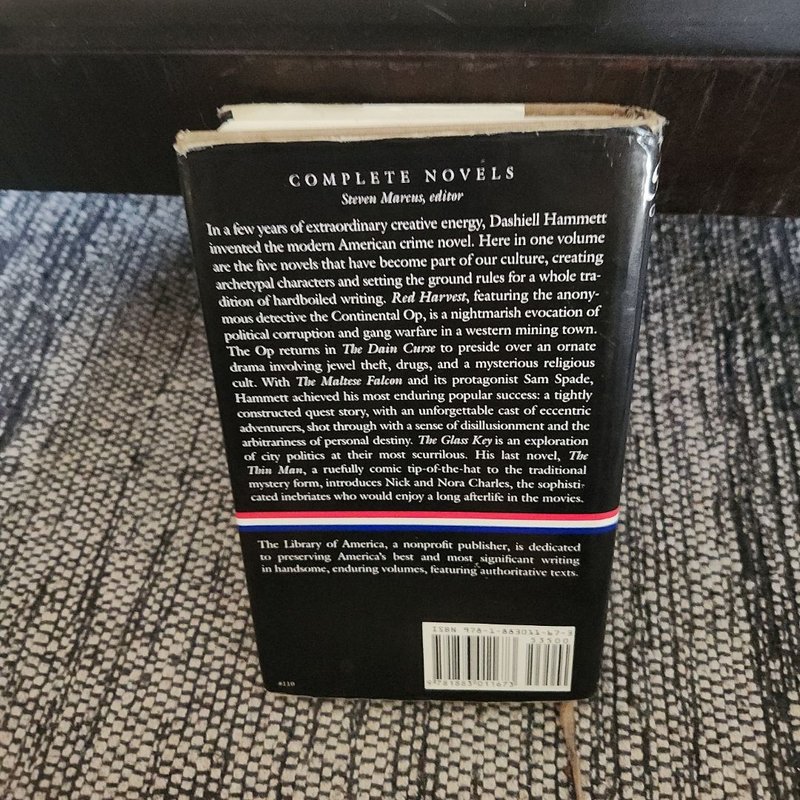 COMPLETE NOVELS
Steven Marcus, editor
In a few years of extraordinary creative energy, Dashiell Hammett
invented the modern American crime novel. Here in one volume
are the five novels that have become part of our culture, creating
archetypal characters and setting the ground rules for a whole tra-
dition of hardboiled writing. Red Harvest, featuring the anony-
mous detective the Continental Op, is a nightmarish evocation of
political corruption and gang warfare in a western mining town.
The Op returns in The Dain Curse to preside over an ornate
drama involving jewel theft, drugs, and a mysterious religious
cult. With The Maltese Falcon and its protagonist Sam Spade,
Hammett achieved his most enduring popular success: a tightly
constructed quest story, with an unforgettable cast of eccentric
adventurers, shot through with a sense of disillusionment and the
arbitrariness of personal destiny. The Glass Key is an exploration
of city politics at their most scurrilous. His last novel, The
Thin Man, a ruefully comic tip-of-the-hat to the traditional
mystery form, introduces Nick and Nora Charles, the sophisti-
cated inebriates who would enjoy a long afterlife in the movies.
The Library of America, a nonprofit publisher, is dedicated
to preserving America's best and most significant writing
in handsome, enduring volumes, featuring authoritative texts.
ISBN 978-1-883011-67-3
53500
9 781883 011673
#110